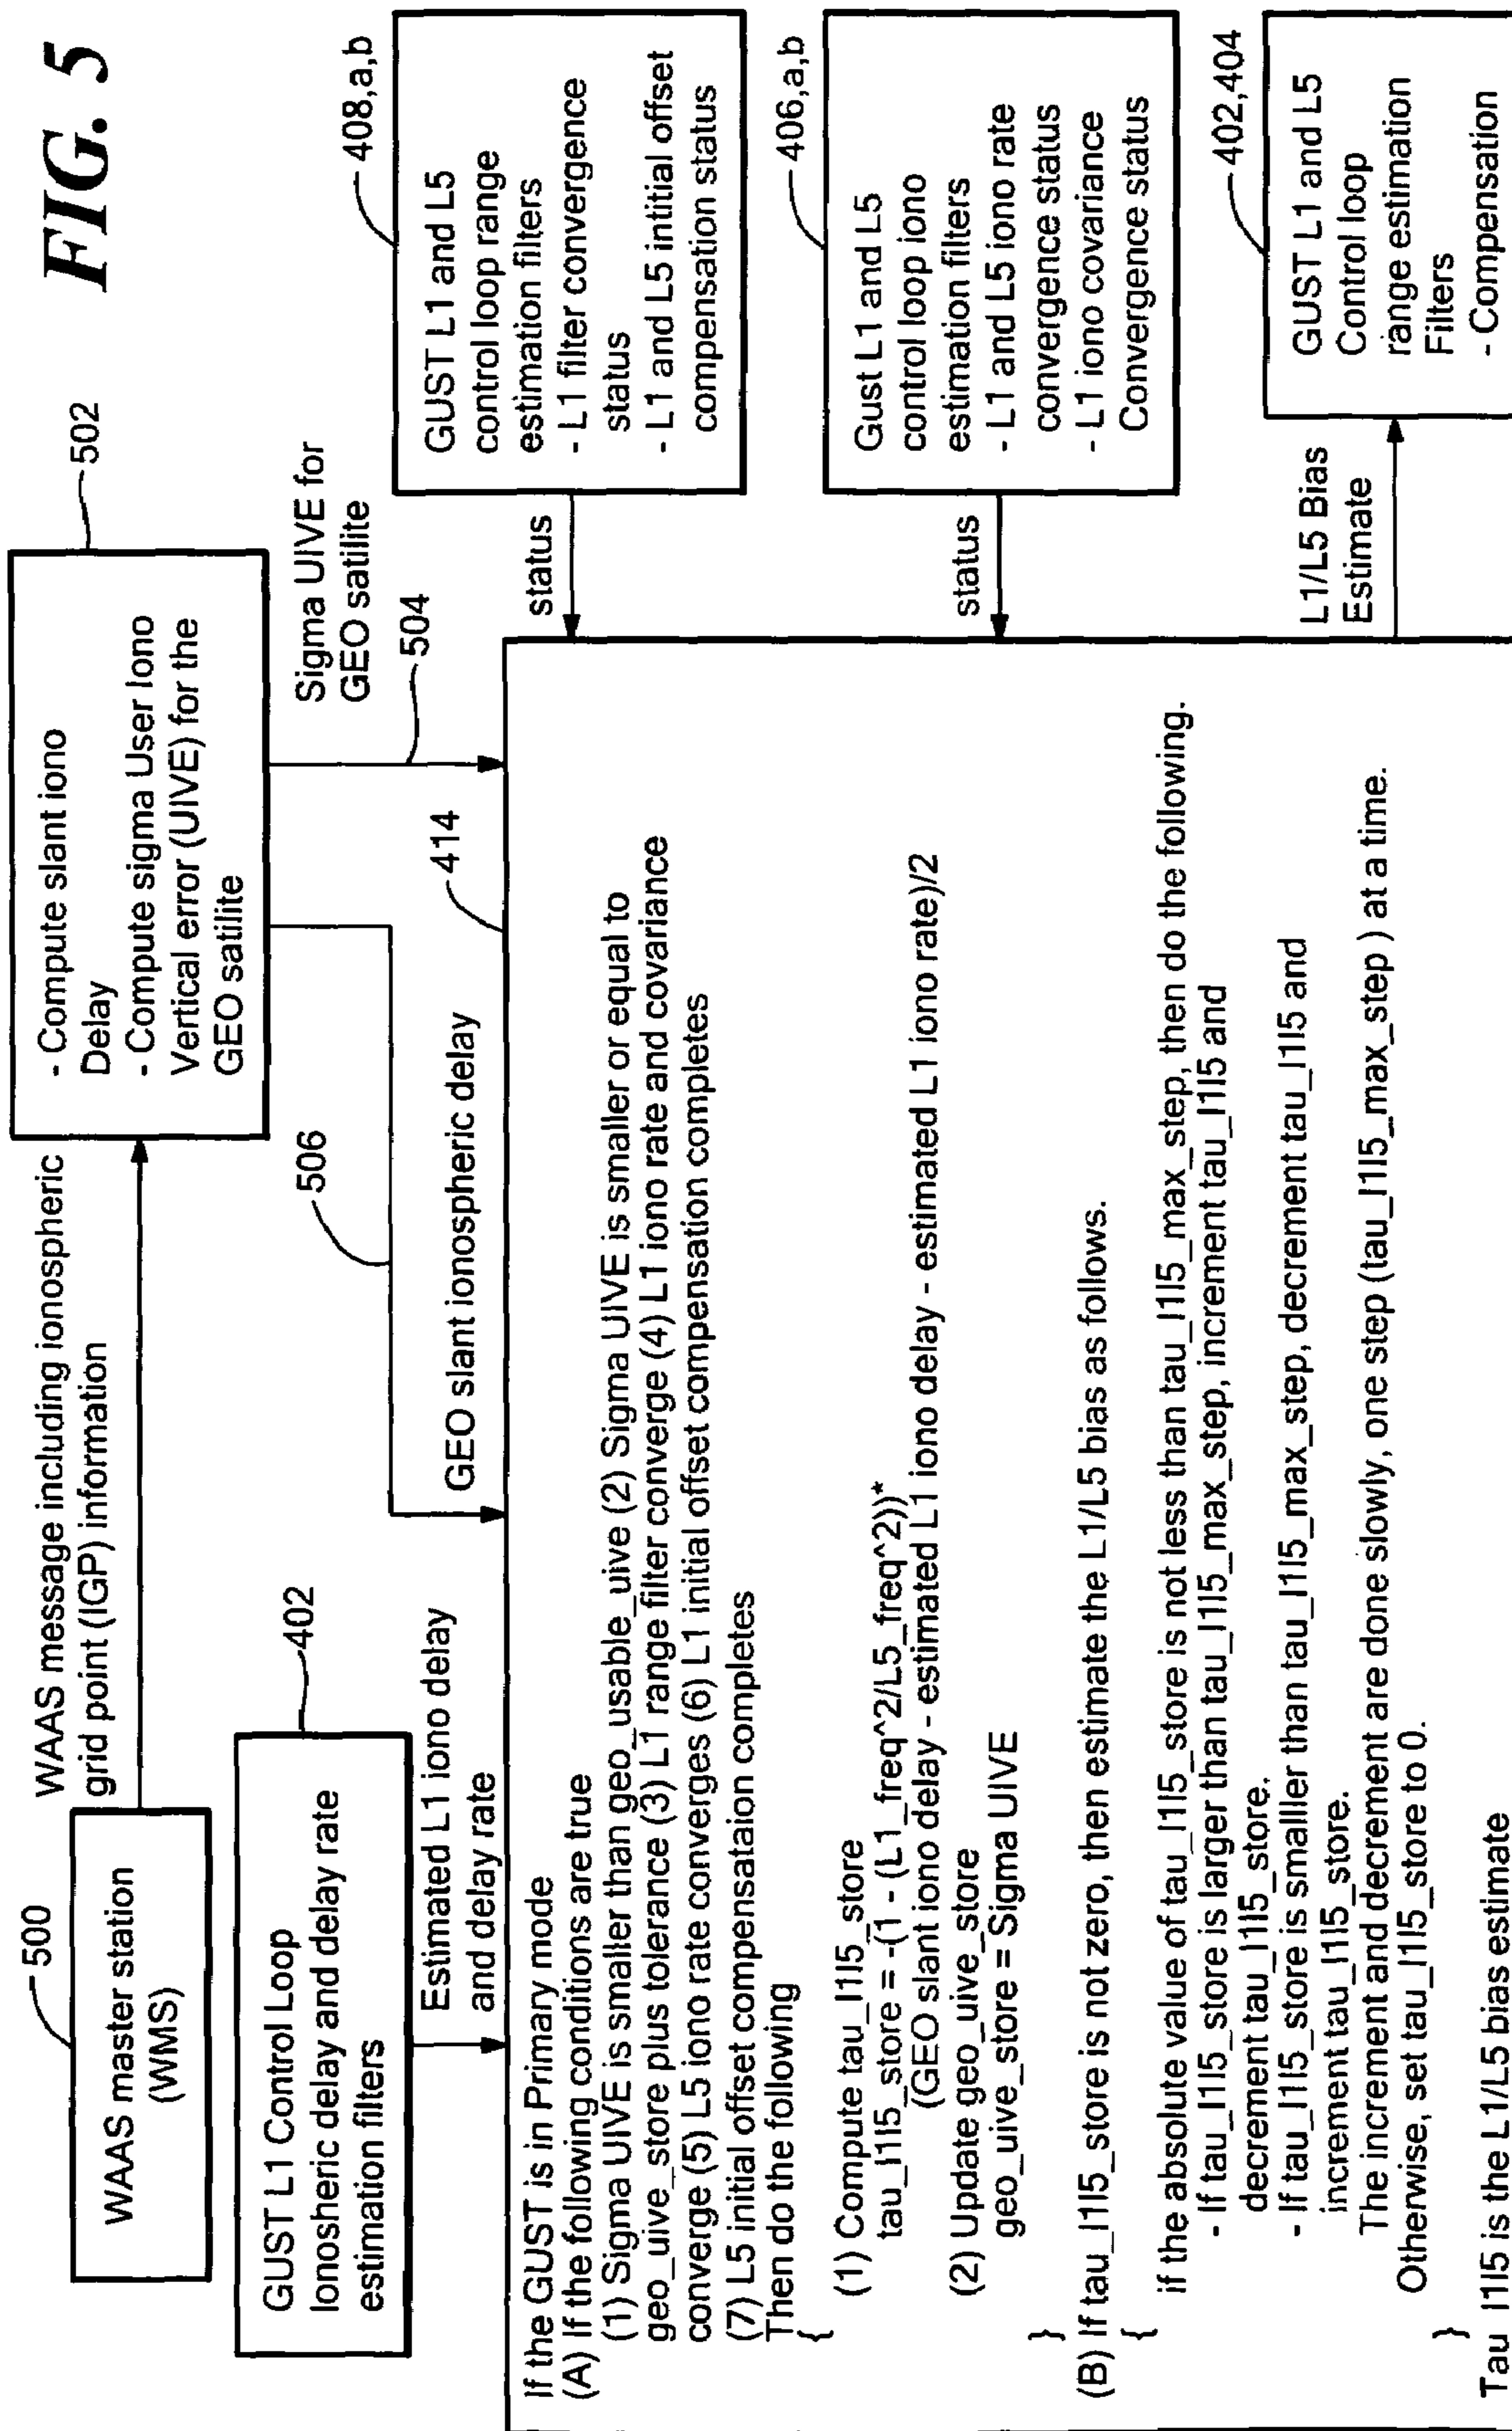 FIG. 5
500
WAAS master station
(WMS)
WAAS message including ionospheric
grid point (IGP) information
502
- Compute slant iono
Delay
- Compute sigma User Iono
Vertical error (UIVE) for the
GEO satilite
402
GUST L1 Control Loop
Ionosheric delay and delay rate
estimation filters
Estimated L1 iono delay
and delay rate
506
GEO slant ionospheric delay
Sigma UIVE for
GEO satilite
504
414
408,a,b
GUST L1 and L5
control loop range
estimation filters
- L1 filter convergence
status
- L1 and L5 intitial offset
compensation status
status
406,a,b
Gust L1 and L5
control loop iono
estimation filters
- L1 and L5 iono rate
convergence status
- L1 iono covariance
Convergence status
status
402,404
GUST L1 and L5
Control loop
range estimation
Filters
- Compensation
L1/L5 Bias
Estimate
If the GUST is in Primary mode
(A) If the following conditions are true
(1) Sigma UIVE is smaller than geo_usable_uive (2) Sigma UIVE is smaller or equal to
geo_uive_store plus tolerance (3) L1 range filter converge (4) L1 iono rate and covariance
converge (5) L5 iono rate converges (6) L1 initial offset compensation completes
(7) L5 initial offset compensataion completes
Then do the following
{
(1) Compute tau_l1l5_store
tau_l1l5_store = -(1 - (L1_freq^2/L5_freq^2))*
(GEO slant iono delay - estimated L1 iono delay - estimated L1 iono rate)/2
(2) Update geo_uive_store
geo_uive_store = Sigma UIVE
}
(B) If tau_l1l5_store is not zero, then estimate the L1/L5 bias as follows.
{
if the absolute value of tau_l1l5_store is not less than tau_l1l5_max_step, then do the following.
- If tau_l1l5_store is larger than tau_l1l5_max_step, increment tau_l1l5 and
decrement tau_l1l5_store.
- If tau_l1l5_store is smalller than tau_l1l5_max_step, decrement tau_l1l5 and
increment tau_l1l5_store.
The increment and decrement are done slowly, one step (tau_l1l5_max_step ) at a time.
Otherwise, set tau_l1l5_store to 0.
}
Tau_l1l5 is the L1/L5 bias estimate